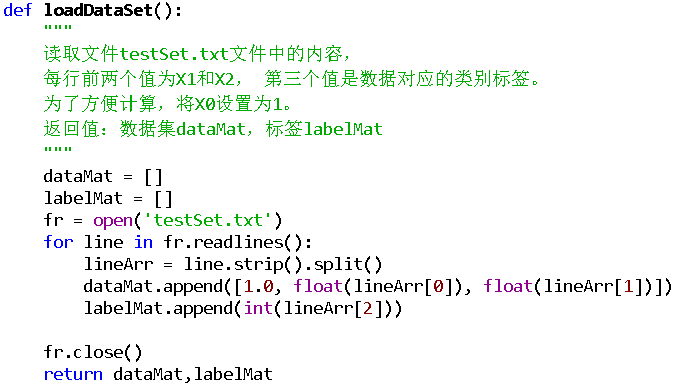 def loadDataSet():
    """
    读取文件testSet.txt文件中的内容，
    每行前两个值为X1和X2， 第三个值是数据对应的类别标签。
    为了方便计算，将X0设置为1。
    返回值：数据集dataMat，标签labelMat
    """
    dataMat = []
    labelMat = []
    fr = open('testSet.txt')
    for line in fr.readlines():
        lineArr = line.strip().split()
        dataMat.append([1.0, float(lineArr[0]), float(lineArr[1])])
        labelMat.append(int(lineArr[2]))

    fr.close()
    return dataMat,labelMat